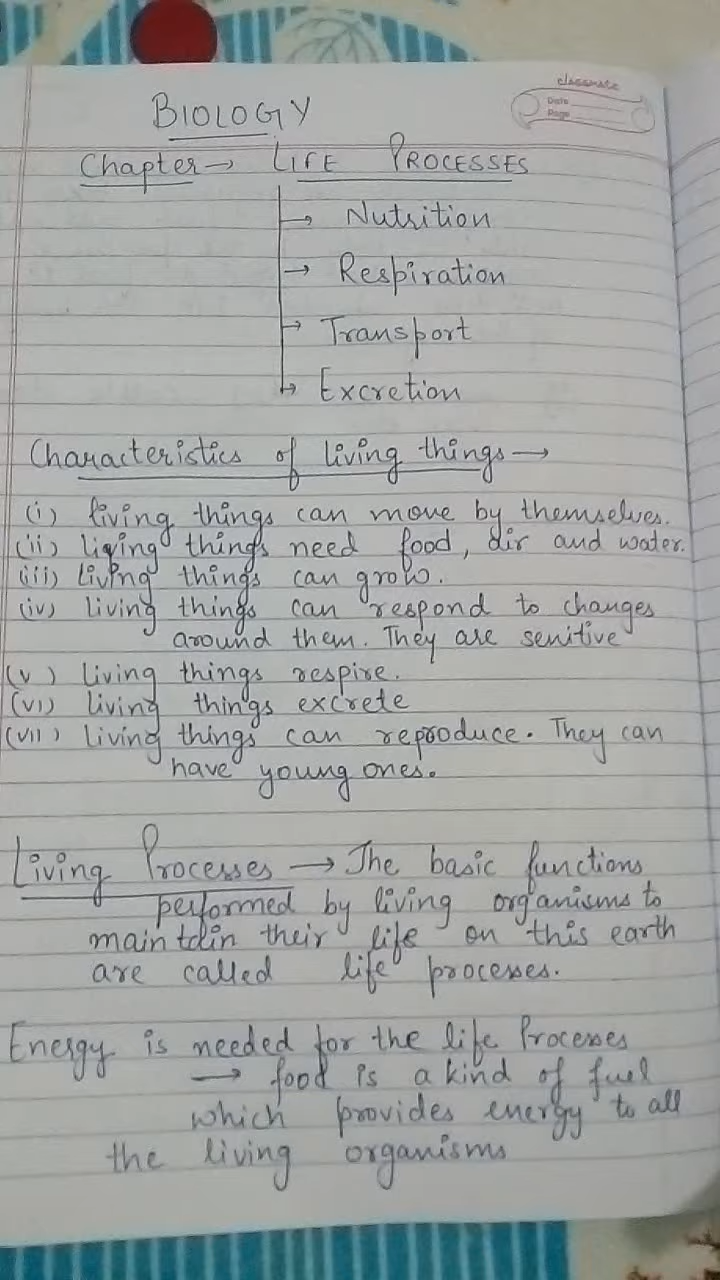 classmate
Date
Page
BIOLOGY
Chapter → LIFE PROCESSES
→ Nutrition
→ Respiration
→ Transport
→ Excretion
Characteristics of living things →
(i) living things can move by themselves.
(ii) living things need food, air and water.
(iii) living things can grow.
(iv) living things can respond to changes
around them. They are senitive
(v) living things respire.
(vi) living things excrete
(vii) living things can reproduce. They can
have young ones.
Living Processes → The basic functions
performed by living organisms to
maintain their life on this earth
are called life processes.
Energy is needed for the life Processes
→ food is a kind of fuel
which provides energy to all
the living organisms